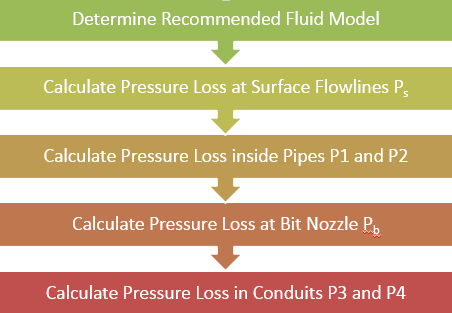 Determine Recommended Fluid Model
Calculate Pressure Loss at Surface Flowlines Ps
Calculate Pressure Loss inside Pipes P1 and P2
Calculate Pressure Loss at Bit Nozzle Pb
Calculate Pressure Loss in Conduits P3 and P4